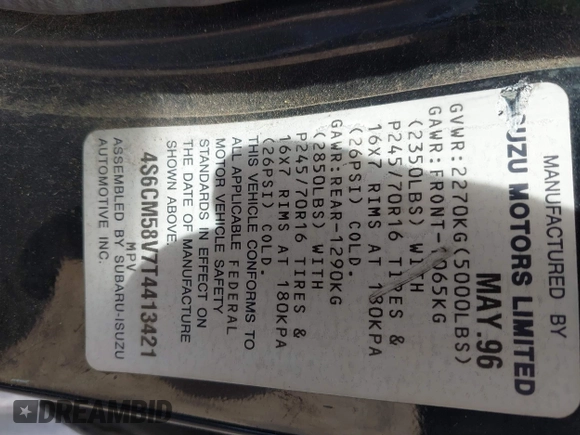 MANUFACTURED BY
ISUZU MOTORS LIMITED
MAY.96
GVWR:2270KG(5000LBS)
GAWR:FRONT-1065KG
(2350LBS) WITH
P245/70R16 TIRES &
16X7 RIMS AT 180KPA
(26PSI) COLD.
GAWR:REAR-1290KG
(2850LBS) WITH
P245/70R16 TIRES &
16X7 RIMS AT 180KPA
(26PSI) COLD.
THIS VEHICLE CONFORMS TO
ALL APPLICABLE FEDERAL
MOTOR VEHICLE SAFETY
STANDARDS IN EFFECT ON
THE DATE OF MANUFACTURE
SHOWN ABOVE.
4S6CM58V7T4413421
MPV
ASSEMBLED BY SUBARU-ISUZU
AUTOMOTIVE INC.
DREAMBID